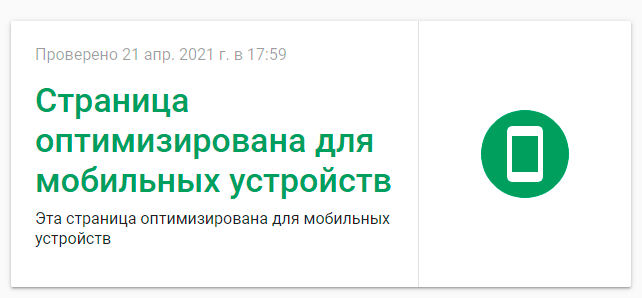 Проверено 21 апр. 2021 г. в 17:59
Страница
оптимизирована для
мобильных устройств
Эта страница оптимизирована для мобильных
устройств